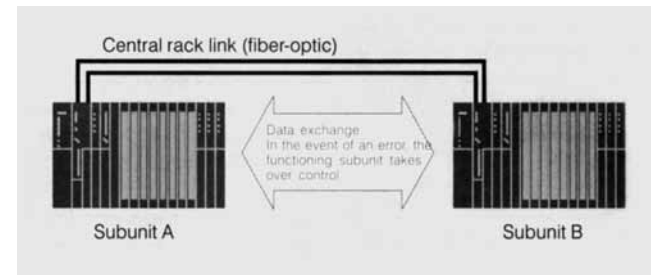 Central rack link (fiber-optic)
Data exchange
In the event of an error, the
functioning subunit takes
over control
Subunit A
Subunit B